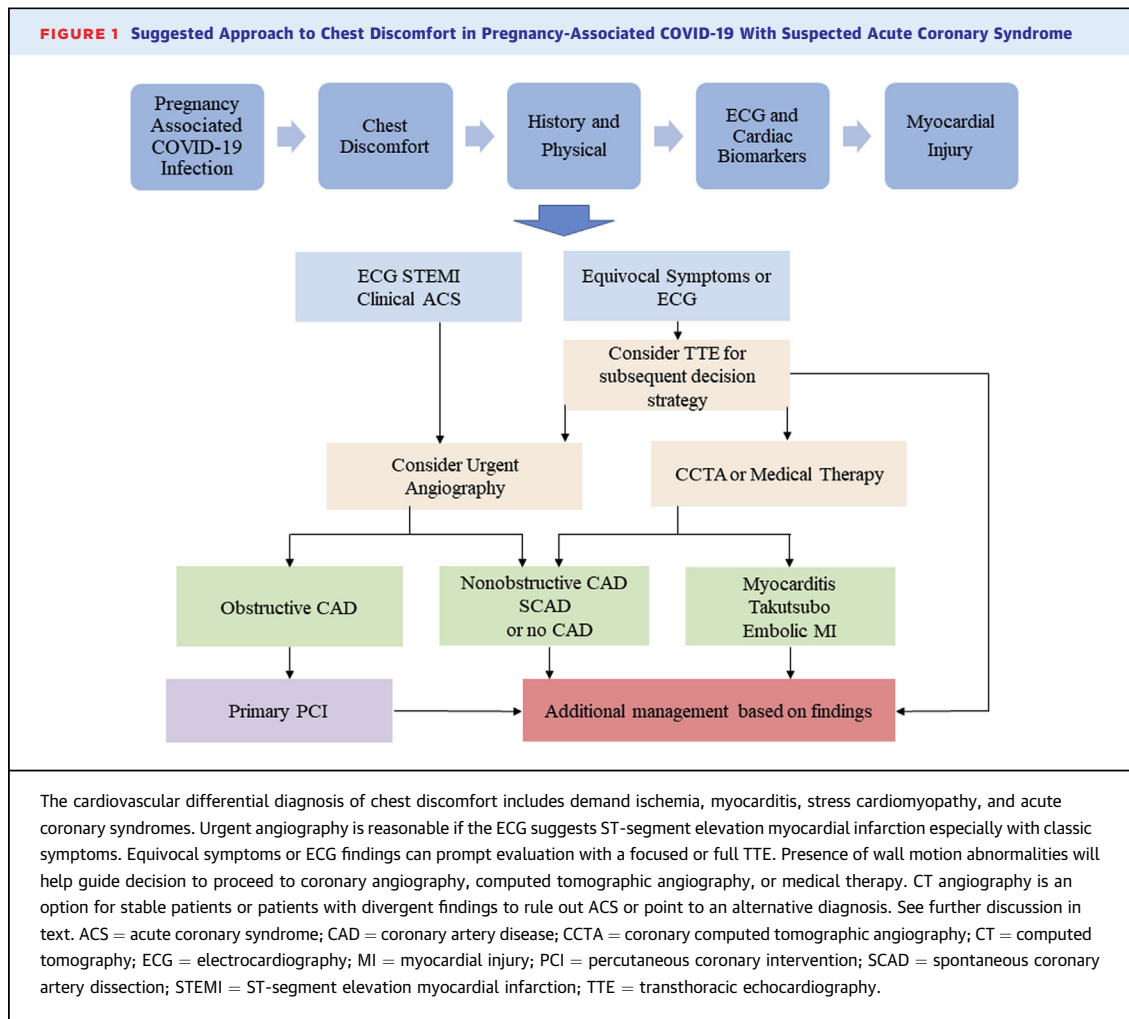 FIGURE 1 Suggested Approach to Chest Discomfort in Pregnancy-Associated COVID-19 With Suspected Acute Coronary Syndrome
Pregnancy
Associated
COVID-19
Infection
Chest
Discomfort
History and
Physical
ECG and
Cardiac
Biomarkers
Myocardial
Injury
ECG STEMI
Clinical ACS
Equivocal Symptoms or
ECG
Consider TTE for
subsequent decision
strategy
Consider Urgent
Angiography
CCTA or Medical Therapy
Obstructive CAD
Nonobstructive CAD
SCAD
or no CAD
Myocarditis
Takutsubo
Embolic MI
Primary PCI
Additional management based on findings
The cardiovascular differential diagnosis of chest discomfort includes demand ischemia, myocarditis, stress cardiomyopathy, and acute
coronary syndromes. Urgent angiography is reasonable if the ECG suggests ST-segment elevation myocardial infarction especially with classic
symptoms. Equivocal symptoms or ECG findings can prompt evaluation with a focused or full TTE. Presence of wall motion abnormalities will
help guide decision to proceed to coronary angiography, computed tomographic angiography, or medical therapy. CT angiography is an
option for stable patients or patients with divergent findings to rule out ACS or point to an alternative diagnosis. See further discussion in
text. ACS = acute coronary syndrome; CAD = coronary artery disease; CCTA = coronary computed tomographic angiography; CT = computed
tomography; ECG = electrocardiography; MI = myocardial injury; PCI = percutaneous coronary intervention; SCAD = spontaneous coronary
artery dissection; STEMI = ST-segment elevation myocardial infarction; TTE = transthoracic echocardiography.